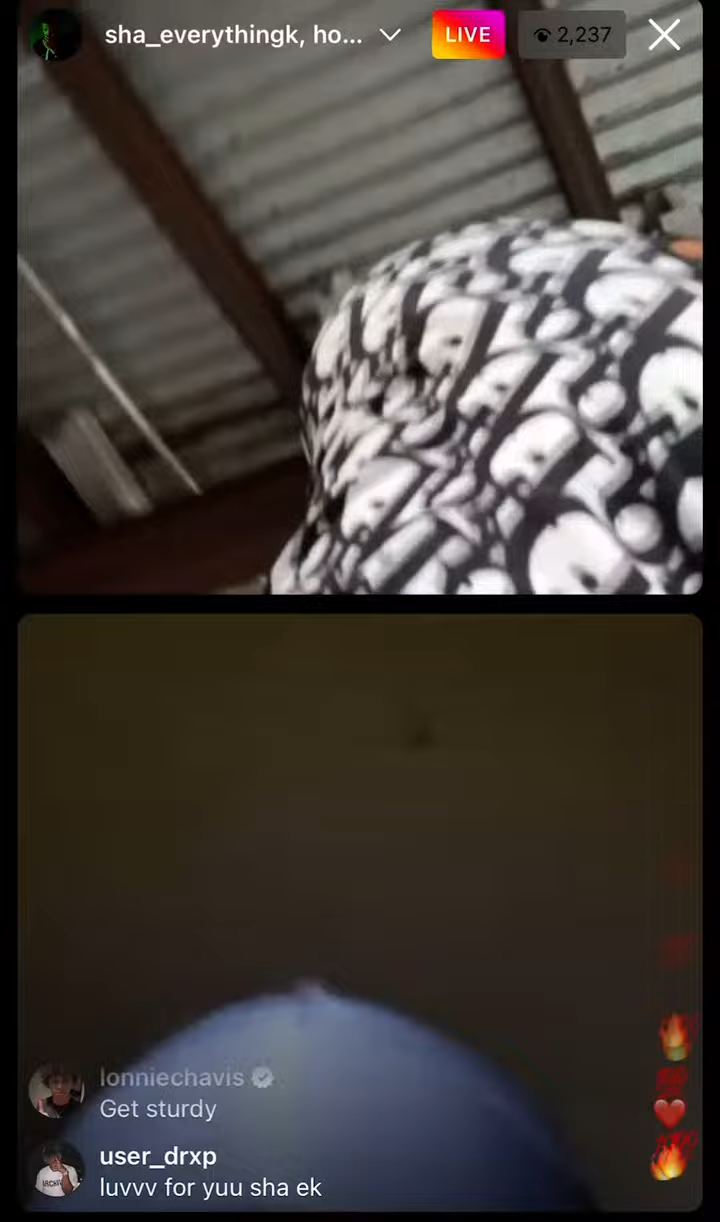 sha_everythingk, ho...
LIVE
2,237
lonniechavis
Get sturdy
user_drxp
luvvv for yuu sha ek